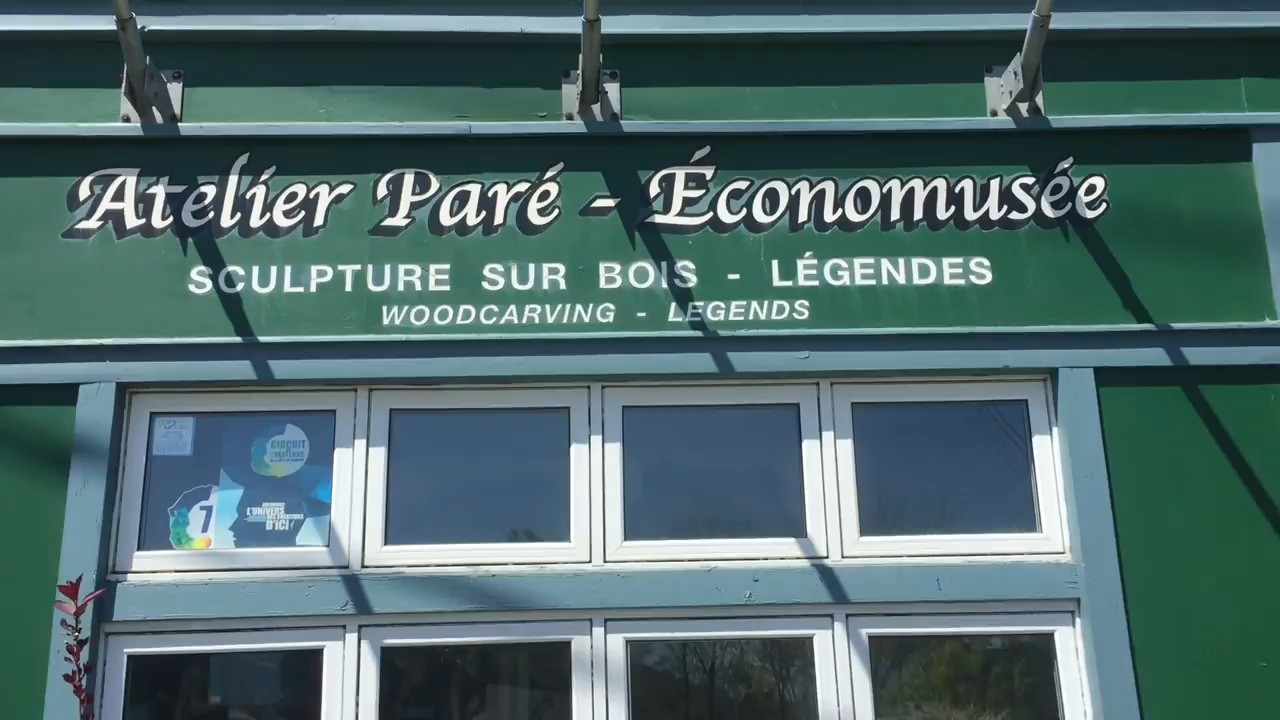 Atelier Paré - Économusée
SCULPTURE SUR BOIS - LÉGENDES
WOODCARVING - LEGENDS
CIRCUIT
7
L'UNIVERS
D'ICI